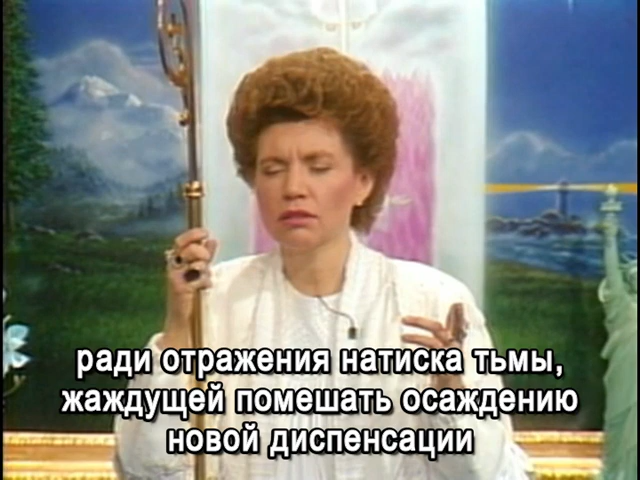 ради отражения натиска тьмы,
жаждущей помешать осаждению
новой диспенсации